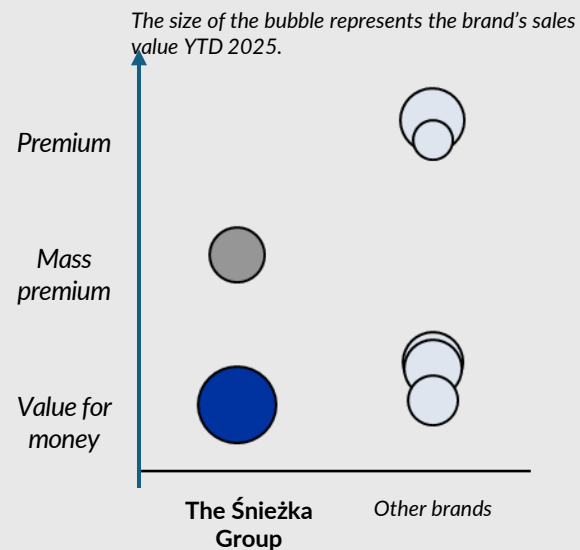 The size of the bubble represents the brand's sales
value YTD 2025.
Premium
Mass
premium
Value for
money
The Śnieżka
Group
Other brands